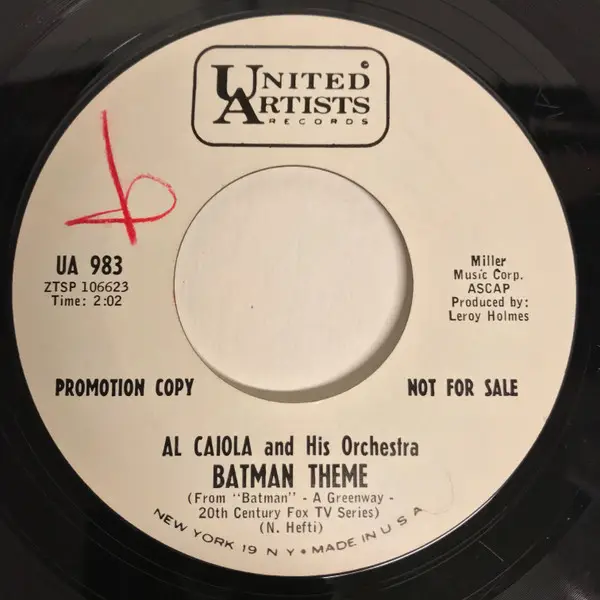 UNITED ©
ARTISTS
RECORDS
UA 983
ZTSP 106623
Time: 2:02
Miller
Music Corp.
ASCAP
Produced by:
Leroy Holmes
PROMOTION COPY
NOT FOR SALE
AL CAIOLA and His Orchestra
BATMAN THEME
(From "Batman" - A Greenway -
20th Century Fox TV Series)
(N. Hefti)
NEW YORK 19 N Y • MADE IN U S A